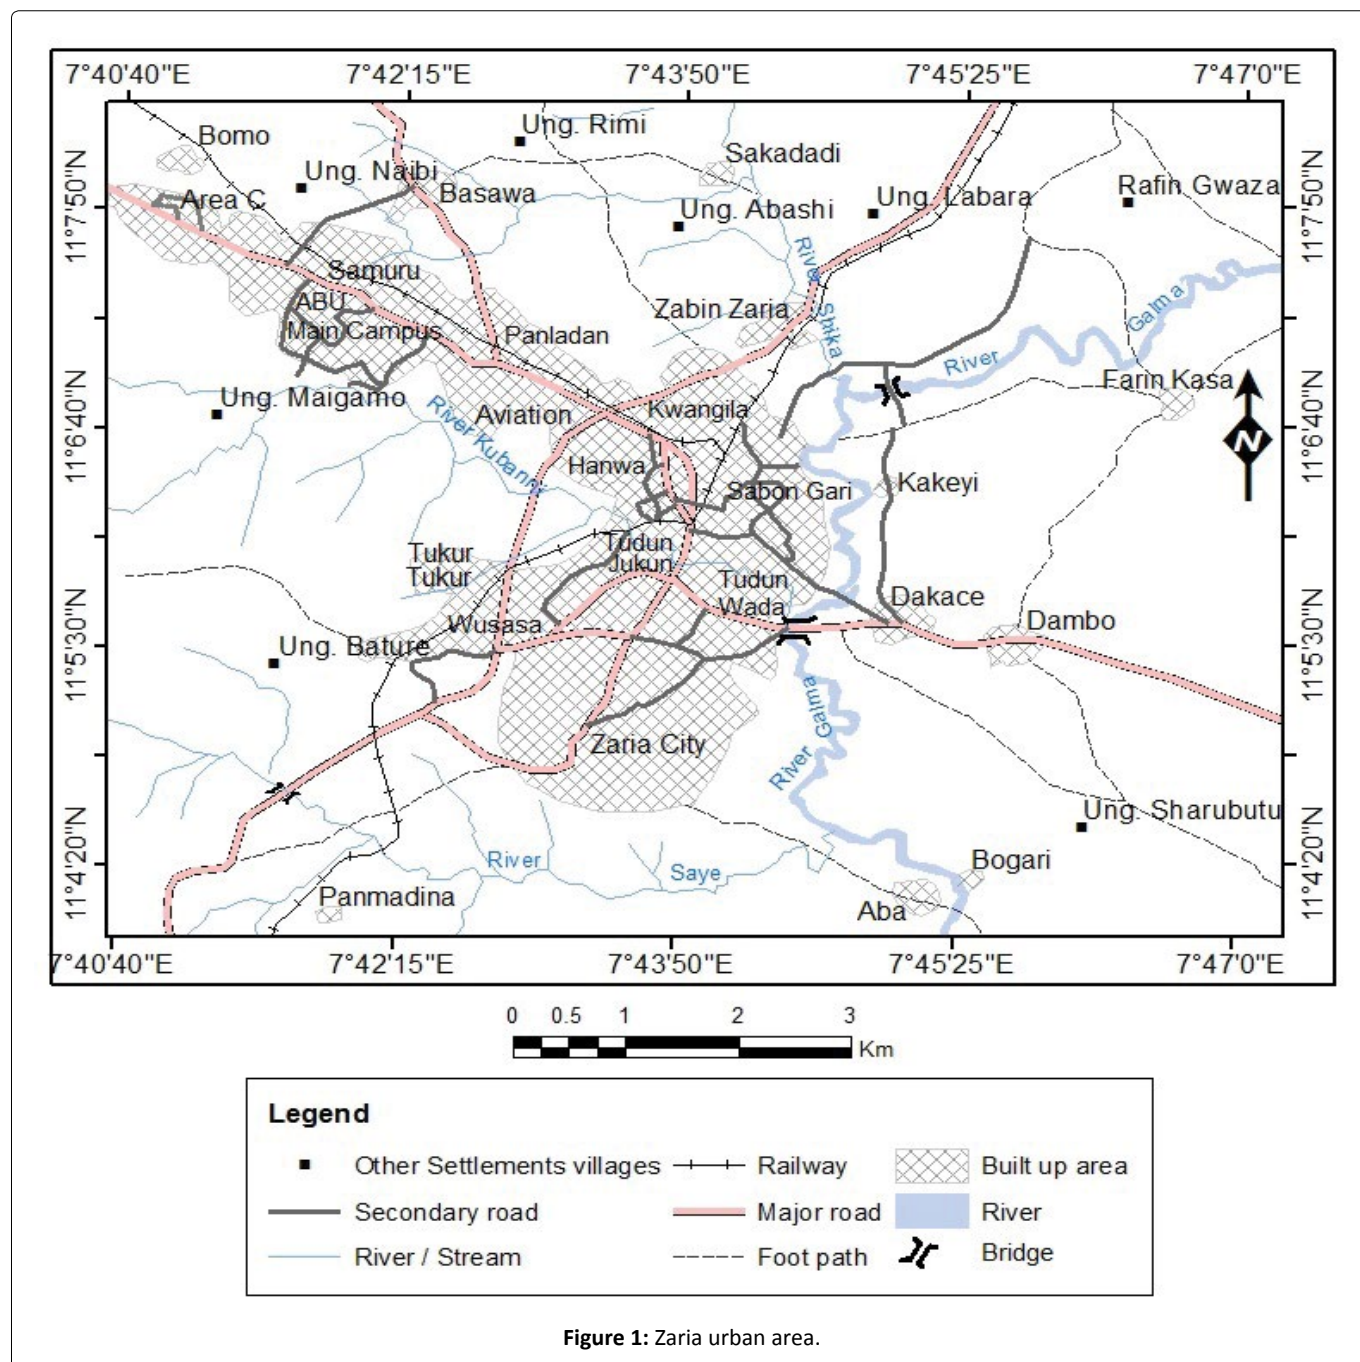 7°40'40"E 7°42'15"E 7°43'50"E 7°45'25"E 7°47'0"E
11°7'50"N
11°6'40"N
11°5'30"N
11°4'20"N
Bomo
Ung. Rimi
Sakadadi
Ung. Naibi
Basawa
Area C
Ung. Abashi
Ung. Labara
Rafin Gwaza
River Shika
Samuru
ABU
Main Campus
Panladan
Zabin Zaria
River Galma
Farin Kasa
Ung. Maigamo
Aviation
Kwangila
River Kubanni
Hanwa
Sabon Gari
Kakeyi
Tukur
Tukur
Tudun
Jukun
Tudun
Wada
Dakace
Dambo
Wusasa
Ung. Bature
River Galma
Zaria City
Ung. Sharubutu
River Saye
Bogari
Panmadina
Aba
N
11°7'50"N
11°6'40"N
11°5'30"N
11°4'20"N
7°40'40"E 7°42'15"E 7°43'50"E 7°45'25"E 7°47'0"E
0 0.5 1 2 3
Km
Legend
Other Settlements villages Railway Built up area
Secondary road Major road River
River / Stream Foot path Bridge
Figure 1: Zaria urban area.